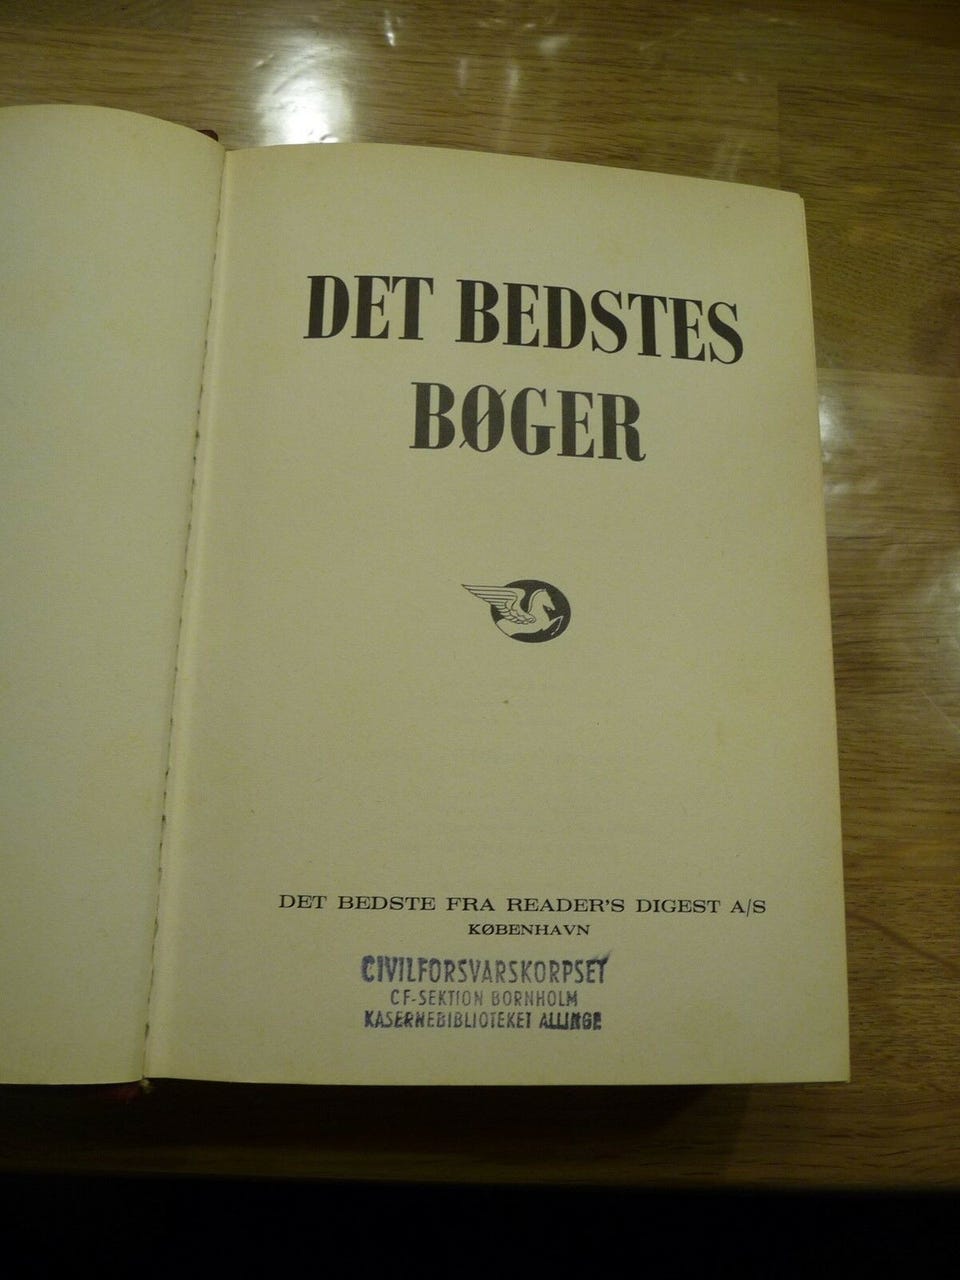 DET BEDSTES
BØGER
DET BEDSTE FRA READER'S DIGEST A/S
KØBENHAVN
CIVILFORSVARSKORPSET
CF-SEKTION BORNHOLM
KASERNEBIBLIOTEKET ALLINGE